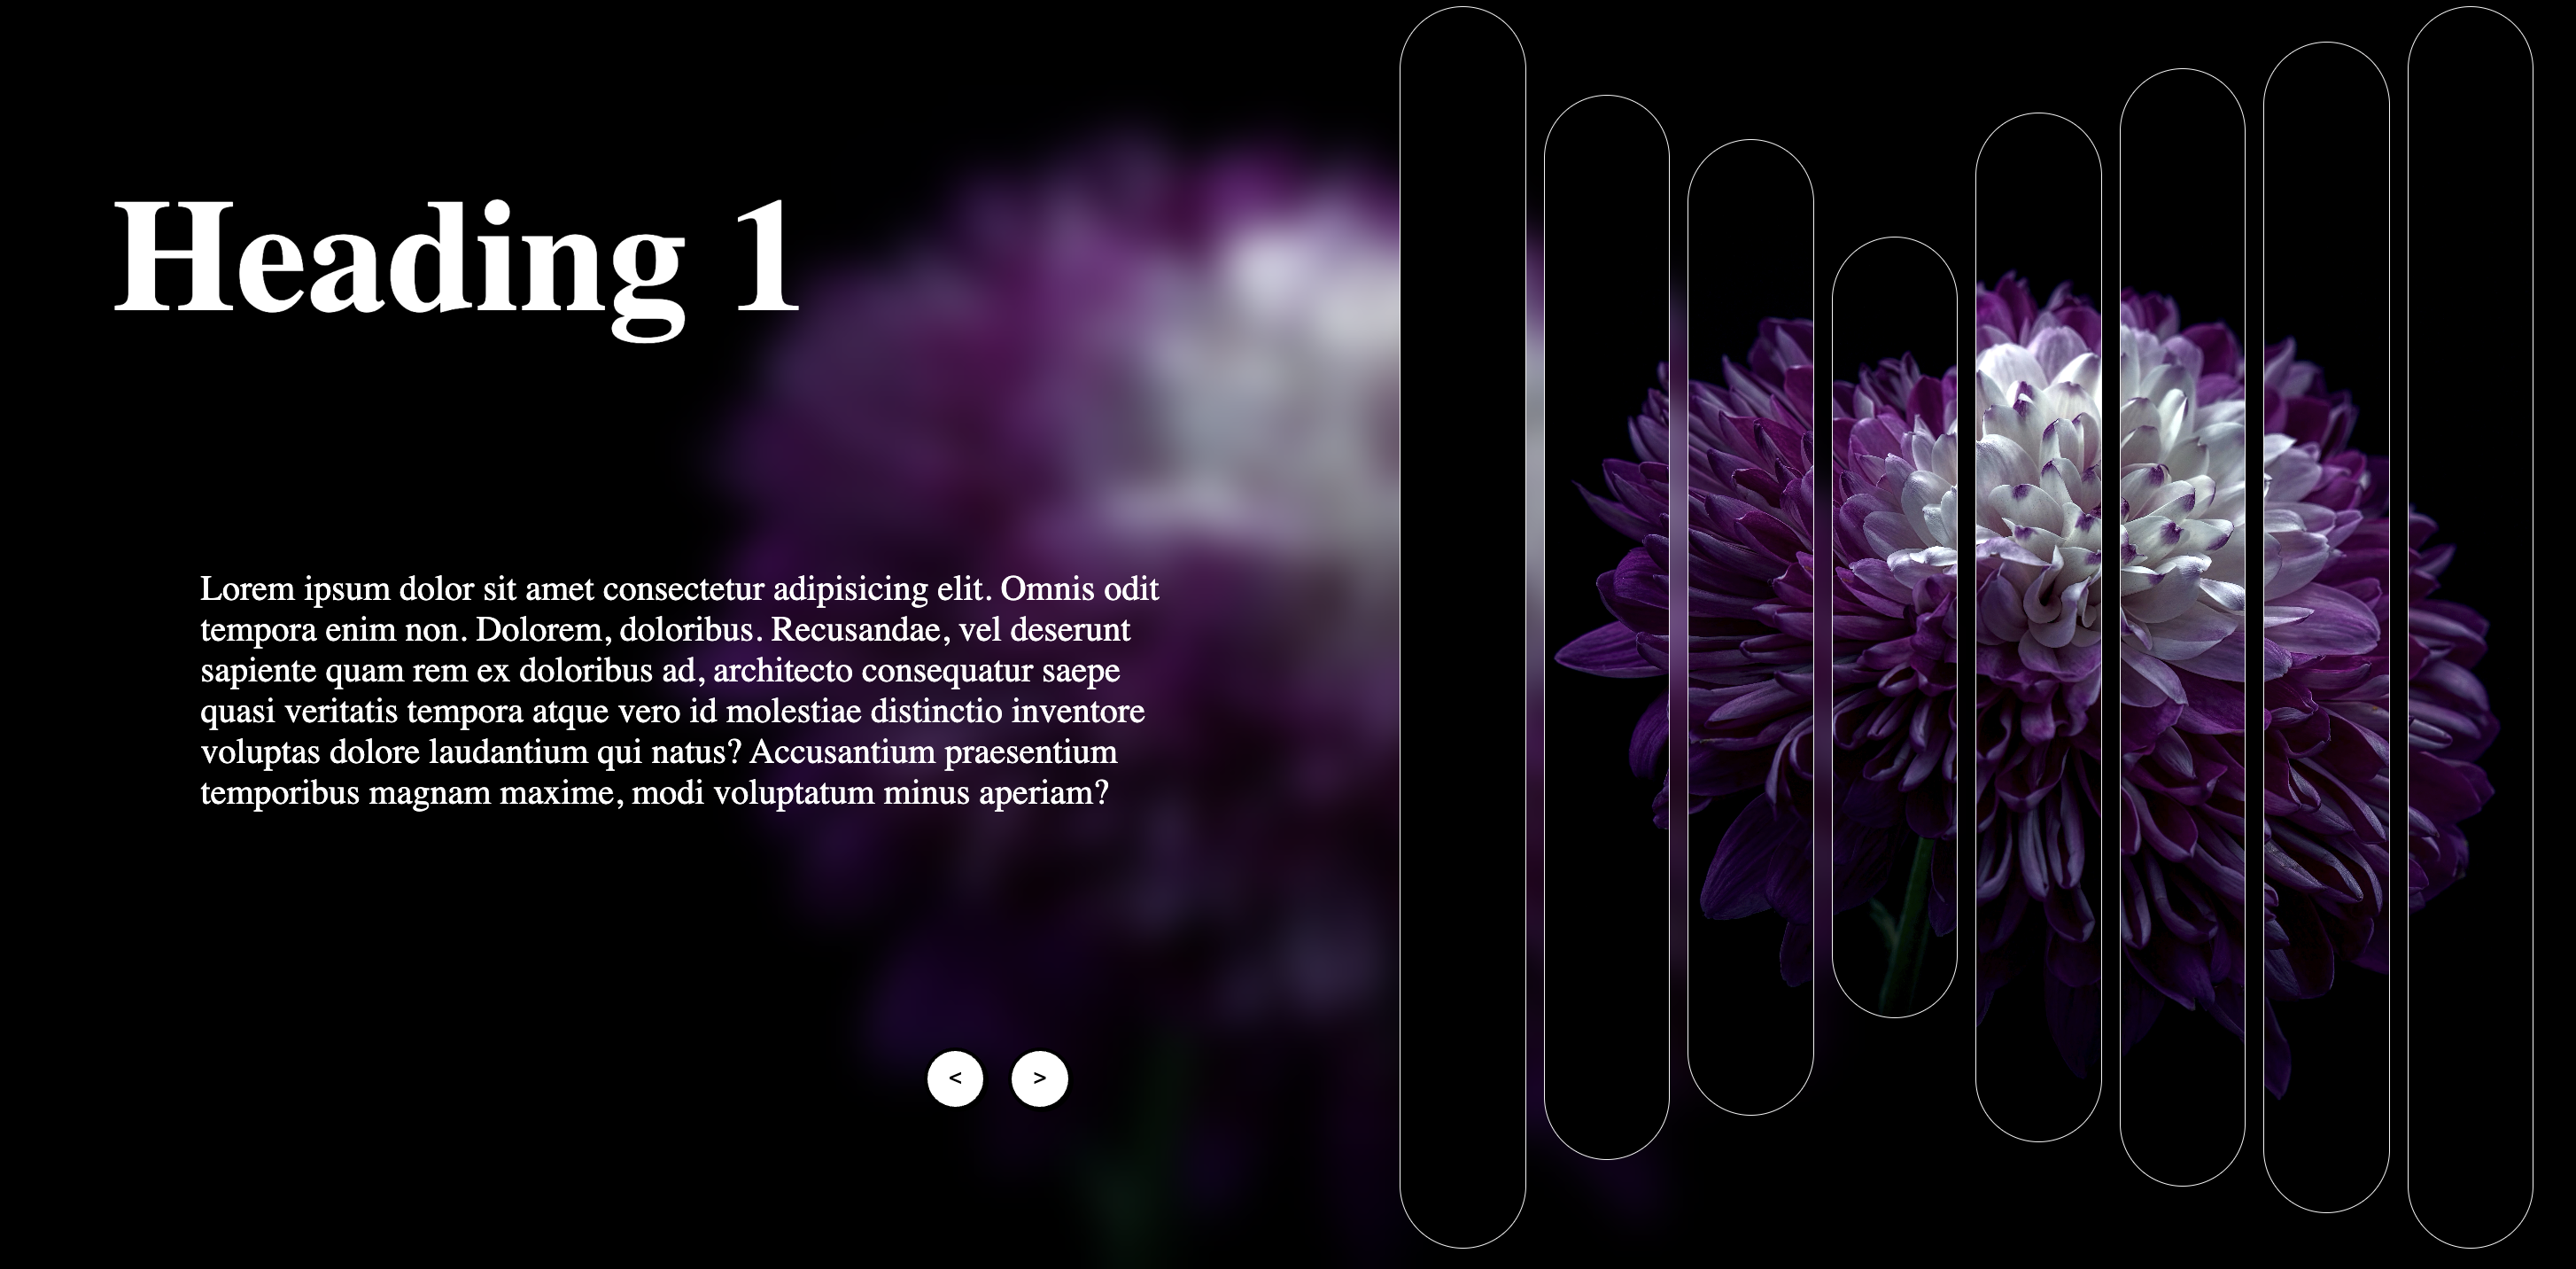 Heading 1
Lorem ipsum dolor sit amet consectetur adipisicing elit. Omnis odit
tempora enim non. Dolorem, doloribus. Recusandae, vel deserunt
sapiente quam rem ex doloribus ad, architecto consequatur saepe
quasi veritatis tempora atque vero id molestiae distinctio inventore
voluptas dolore laudantium qui natus? Accusantium praesentium
temporibus magnam maxime, modi voluptatum minus aperiam?
< >